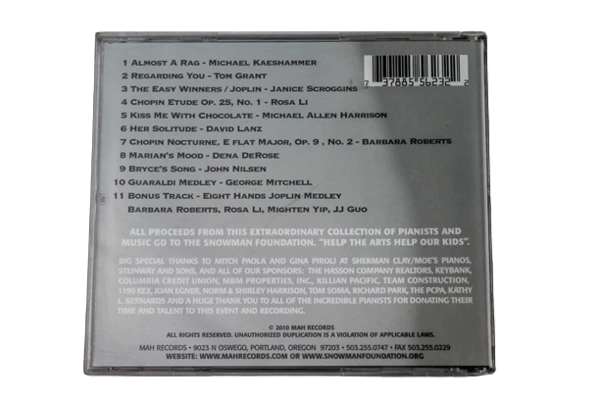 1 Almost A Rag - Michael Kaeshammer
2 Regarding You - Tom Grant
3 The Easy Winners / Joplin - Janice Scroggins
4 Chopin Etude Op. 25, No. 1 - Rosa Li
5 Kiss Me With Chocolate - Michael Allen Harrison
6 Her Solitude - David Lanz
7 Chopin Nocturne, E flat Major, Op. 9 , No. 2 - Barbara Roberts
8 Marian's Mood - Dena DeRose
9 Bryce's Song - John Nilsen
10 Guaraldi Medley - George Mitchell
11 Bonus Track - Eight Hands Joplin Medley
Barbara Roberts, Rosa Li, Mighten Yip, JJ Guo
7 37885 56232 2
ALL PROCEEDS FROM THIS EXTRAORDINARY COLLECTION OF PIANISTS AND
MUSIC GO TO THE SNOWMAN FOUNDATION. "HELP THE ARTS HELP OUR KIDS".
BIG SPECIAL THANKS TO MITCH PAOLA AND GINA PIROLI AT SHERMAN CLAY/MOE'S PIANOS,
STEINWAY AND SONS, AND ALL OF OUR SPONSORS: THE HASSON COMPANY REALTORS, KEYBANK,
COLUMBIA CREDIT UNION, MBM PROPERTIES, INC., KILLIAN PACIFIC, TEAM CONSTRUCTION,
1190 KEX, JOAN EGNER, NORM & SHIRLEY HARRISON, TOM SOMA, RICHARD PARK, THE PCPA, KATHY
L. BERNARDS AND A HUGE THANK YOU TO ALL OF THE INCREDIBLE PIANISTS FOR DONATING THEIR
TIME AND TALENT TO THIS EVENT AND RECORDING.
© 2010 MAH RECORDS
ALL RIGHTS RESERVED. UNAUTHORIZED DUPLICATION IS A VIOLATION OF APPLICABLE LAWS.
MAH RECORDS • 9023 N OSWEGO, PORTLAND, OREGON 97203 • 503.255.0747 • FAX 503.255.0229
WEBSITE: WWW.MAHRECORDS.COM OR WWW.SNOWMANFOUNDATION.ORG